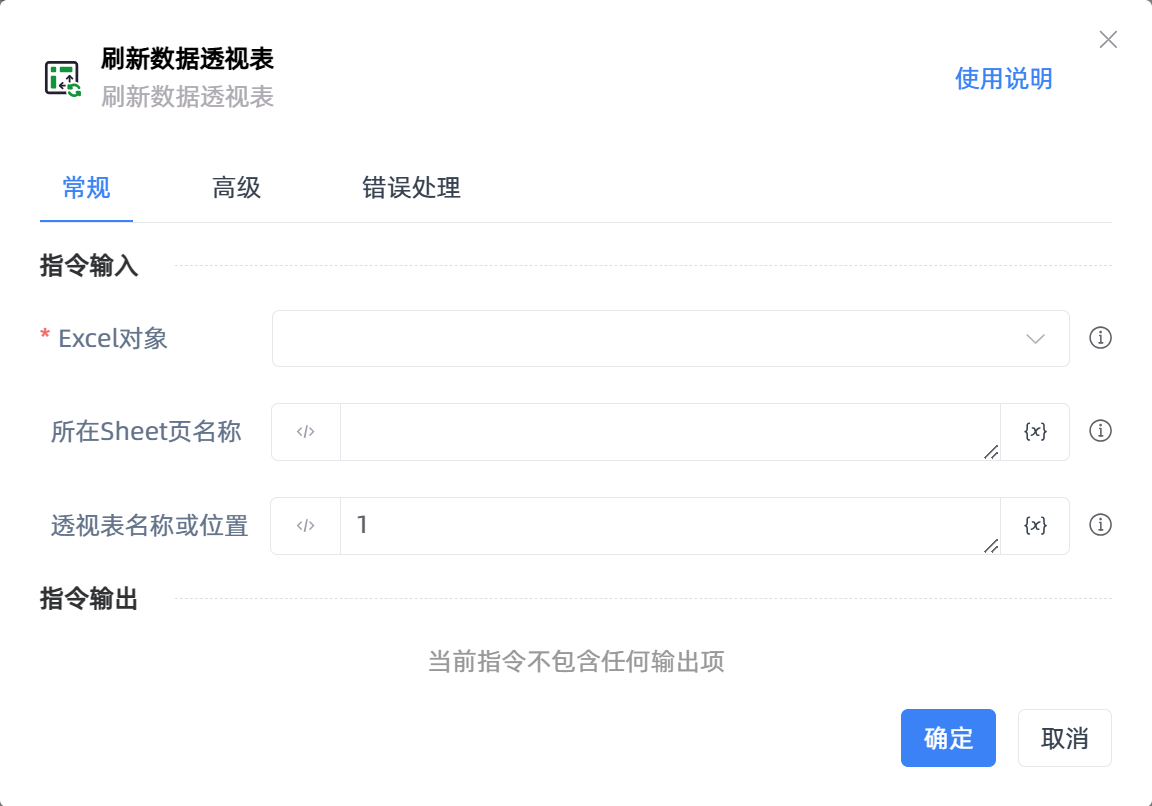 刷新数据透视表
刷新数据透视表
使用说明
常规 高级 错误处理
指令输入
* Excel对象
所在Sheet页名称 </> {x}
透视表名称或位置 </> 1 {x}
指令输出
当前指令不包含任何输出项
确定 取消